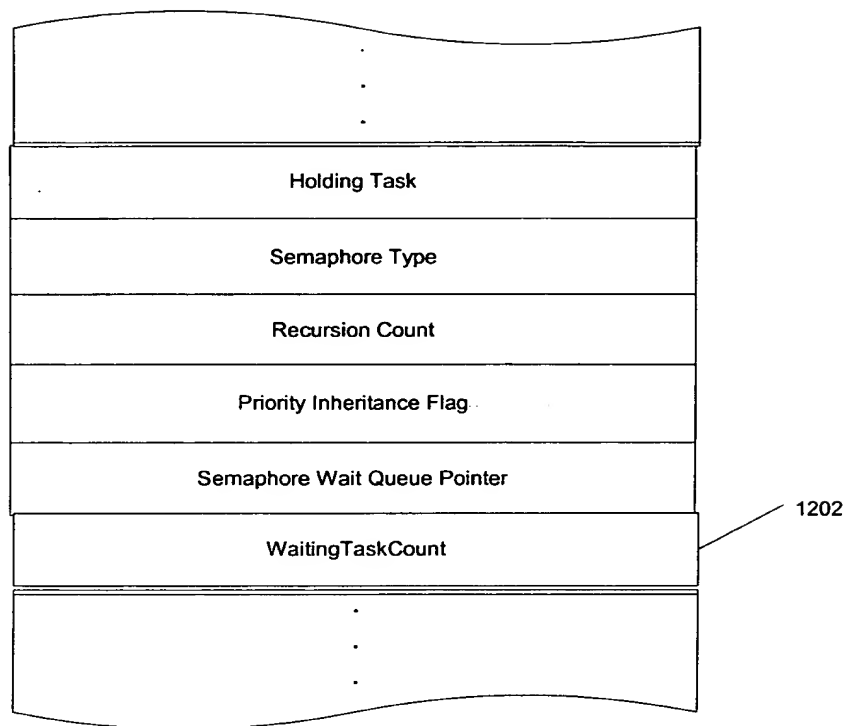 Holding Task
Semaphore Type
Recursion Count
Priority Inheritance Flag
Semaphore Wait Queue Pointer
1202
WaitingTaskCount